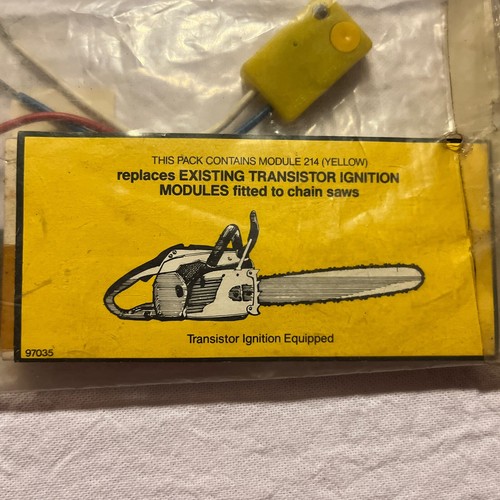 THIS PACK CONTAINS MODULE 214 (YELLOW)
replaces EXISTING TRANSISTOR IGNITION
MODULES fitted to chain saws
Transistor Ignition Equipped
97035